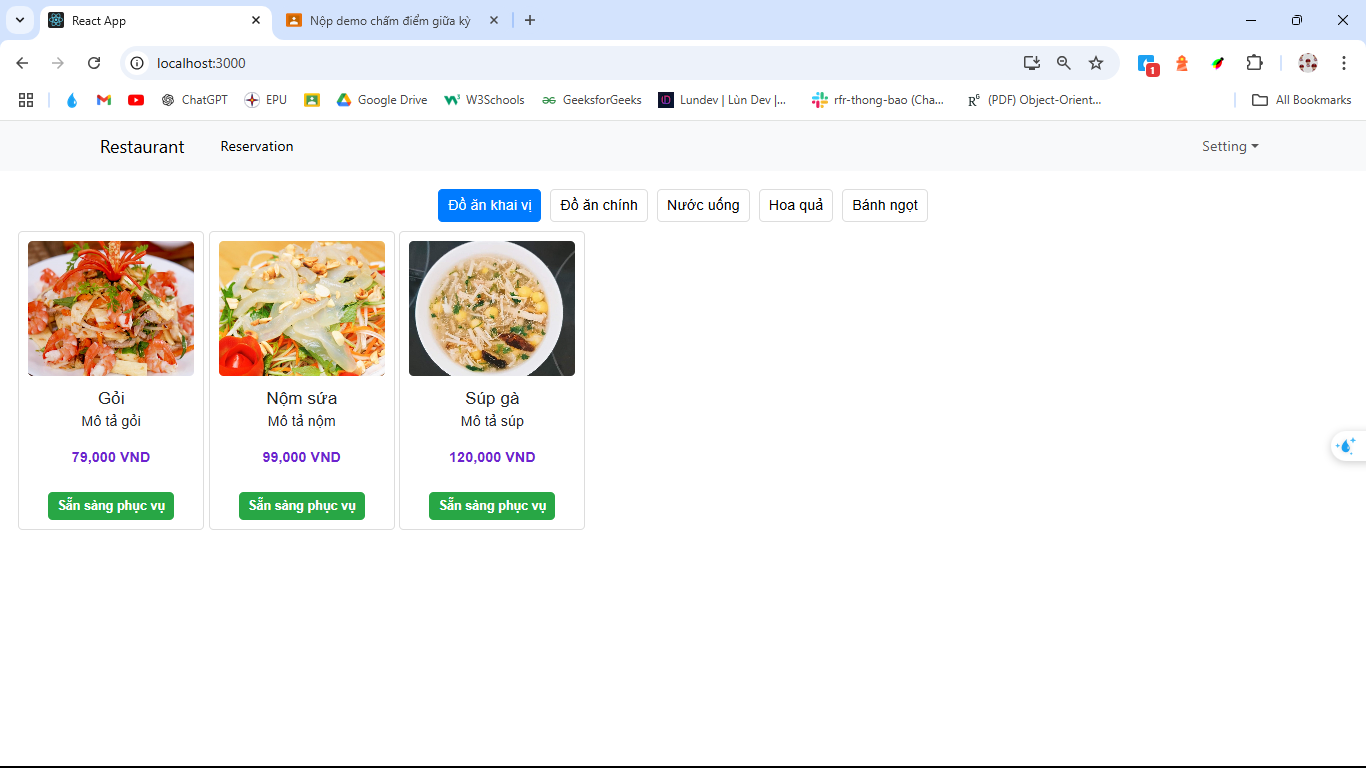 React App
Nộp demo chấm điểm giữa kỳ
localhost:3000
1
ChatGPT
EPU
Google Drive
W3Schools
GeeksforGeeks
Lundev | Lùn Dev |...
rfr-thong-bao (Cha...
(PDF) Object-Orient...
All Bookmarks
Restaurant
Reservation
Setting
Đồ ăn khai vị
Đồ ăn chính
Nước uống
Hoa quả
Bánh ngọt
Gỏi
Mô tả gỏi
79,000 VND
Sẵn sàng phục vụ
Nộm sứa
Mô tả nộm
99,000 VND
Sẵn sàng phục vụ
Súp gà
Mô tả súp
120,000 VND
Sẵn sàng phục vụ